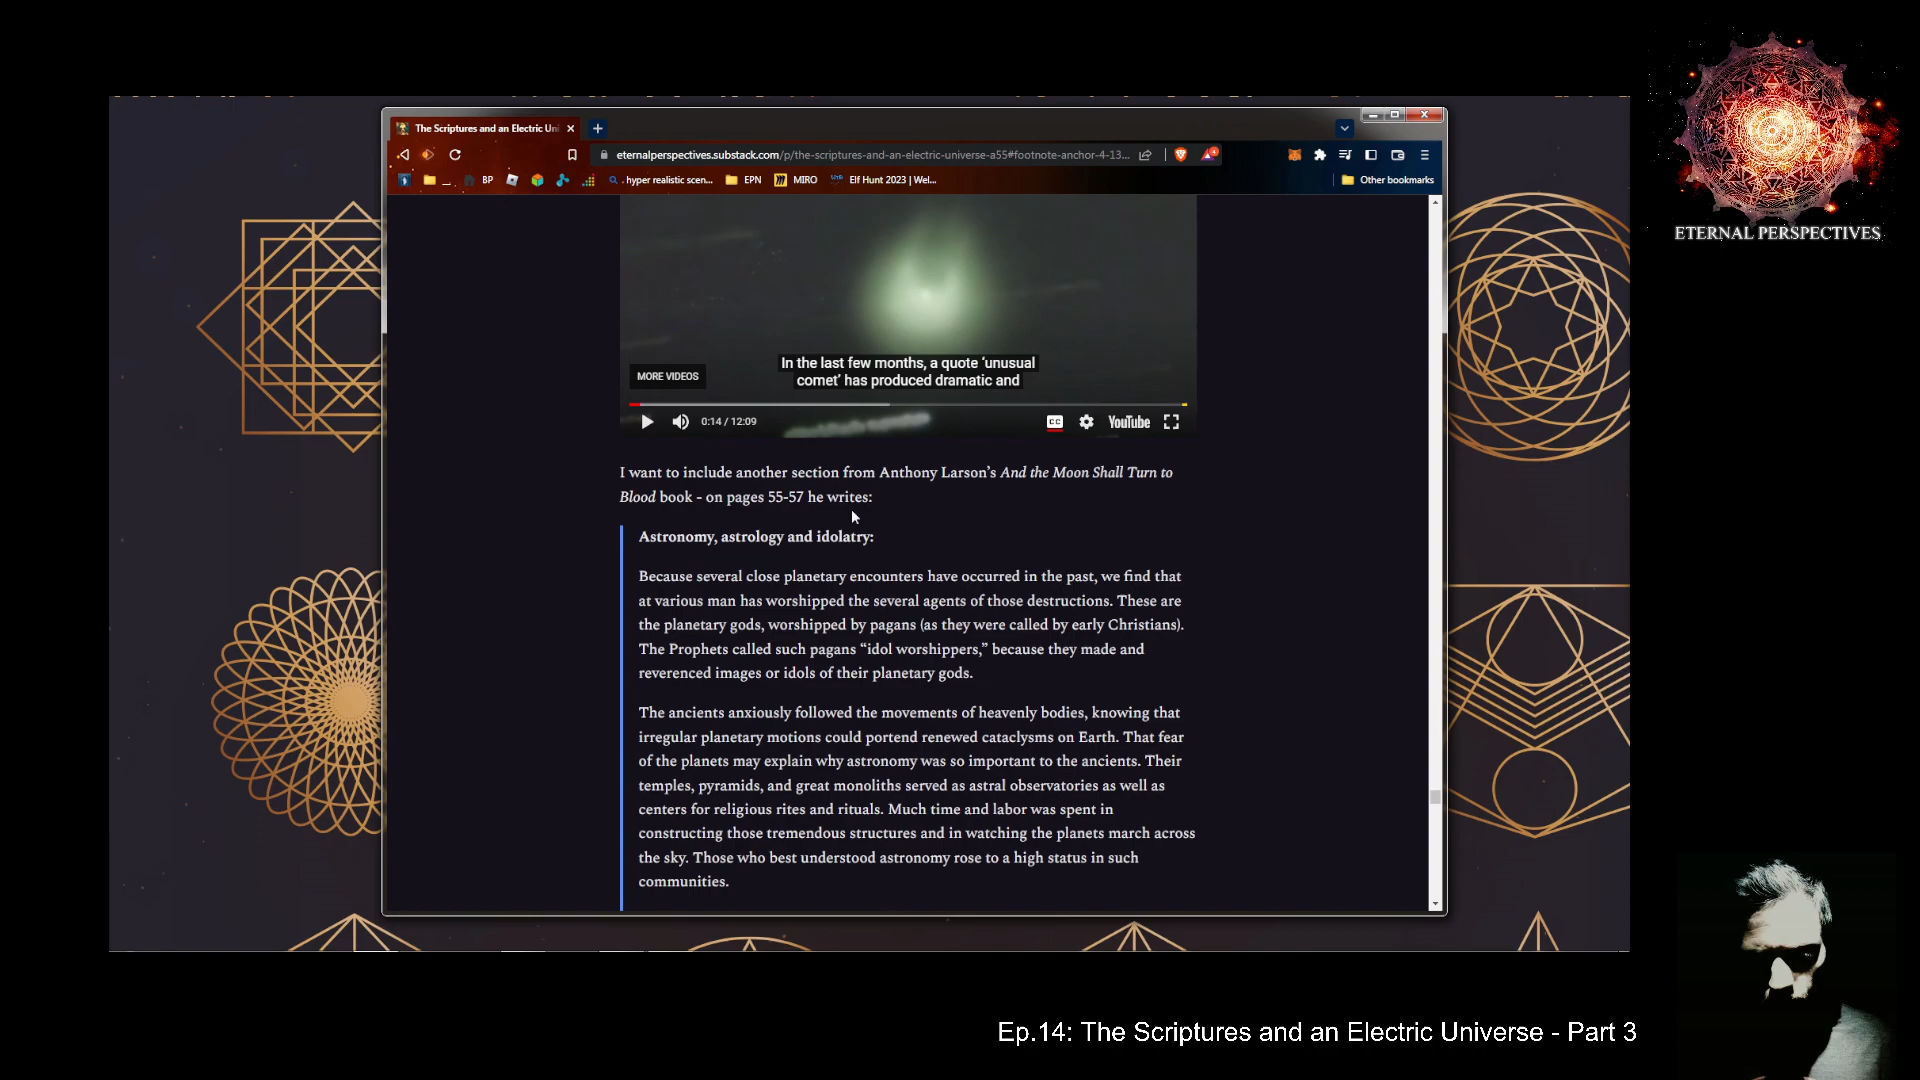 ETERNAL PERSPECTIVES
The Scriptures and an Electric Uni
eternalperspectives.substack.com/p/the-scriptures-and-an-electric-universe-a55#footnote-anchor-4-13...
BP
. hyper realistic scen...
EPN
MIRO
Elf Hunt 2023 | Wel...
Other bookmarks
In the last few months, a quote ‘unusual
comet’ has produced dramatic and
MORE VIDEOS
0:14 / 12:09
CC
YouTube
I want to include another section from Anthony Larson’s And the Moon Shall Turn to
Blood book - on pages 55-57 he writes:
Astronomy, astrology and idolatry:
Because several close planetary encounters have occurred in the past, we find that
at various man has worshipped the several agents of those destructions. These are
the planetary gods, worshipped by pagans (as they were called by early Christians).
The Prophets called such pagans “idol worshippers,” because they made and
reverenced images or idols of their planetary gods.
The ancients anxiously followed the movements of heavenly bodies, knowing that
irregular planetary motions could portend renewed cataclysms on Earth. That fear
of the planets may explain why astronomy was so important to the ancients. Their
temples, pyramids, and great monoliths served as astral observatories as well as
centers for religious rites and rituals. Much time and labor was spent in
constructing those tremendous structures and in watching the planets march across
the sky. Those who best understood astronomy rose to a high status in such
communities.
Ep.14: The Scriptures and an Electric Universe - Part 3